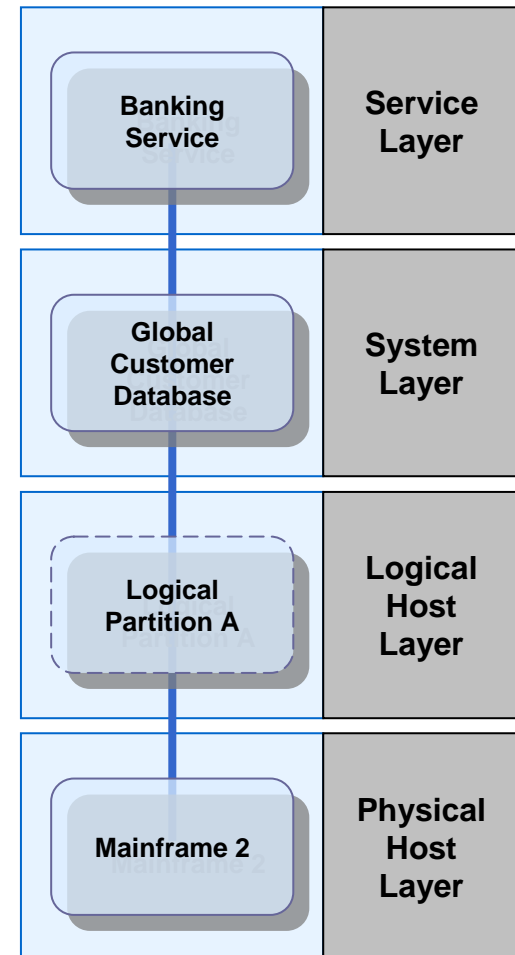 Banking
Service
Service
Layer
Global
Customer
Database
System
Layer
Logical
Partition A
Logical
Host
Layer
Mainframe 2
Physical
Host
Layer